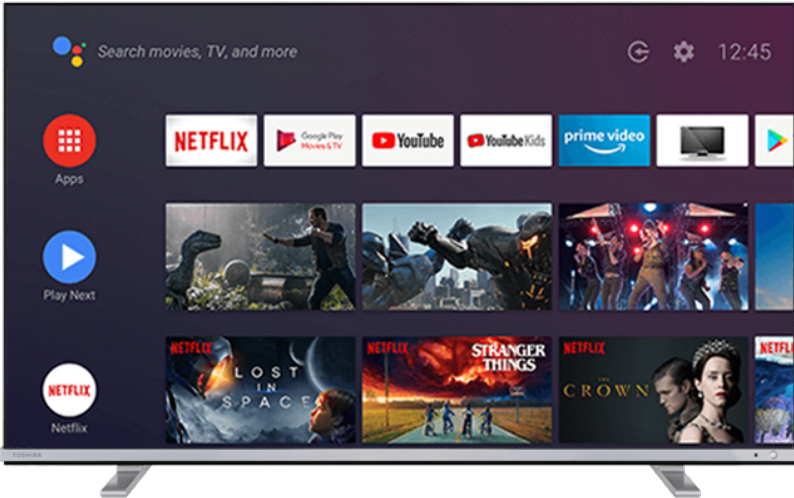 Search movies, TV, and more
12:45
Apps
NETFLIX
Google Play
Movies & TV
YouTube
YouTube Kids
prime video
Play Next
NETFLIX
Netflix
NETFLIX
LOST
IN
SPACE
NETFLIX
STRANGER
THINGS
NETFLIX
THE
CROWN
NETFLI
TOSHIBA